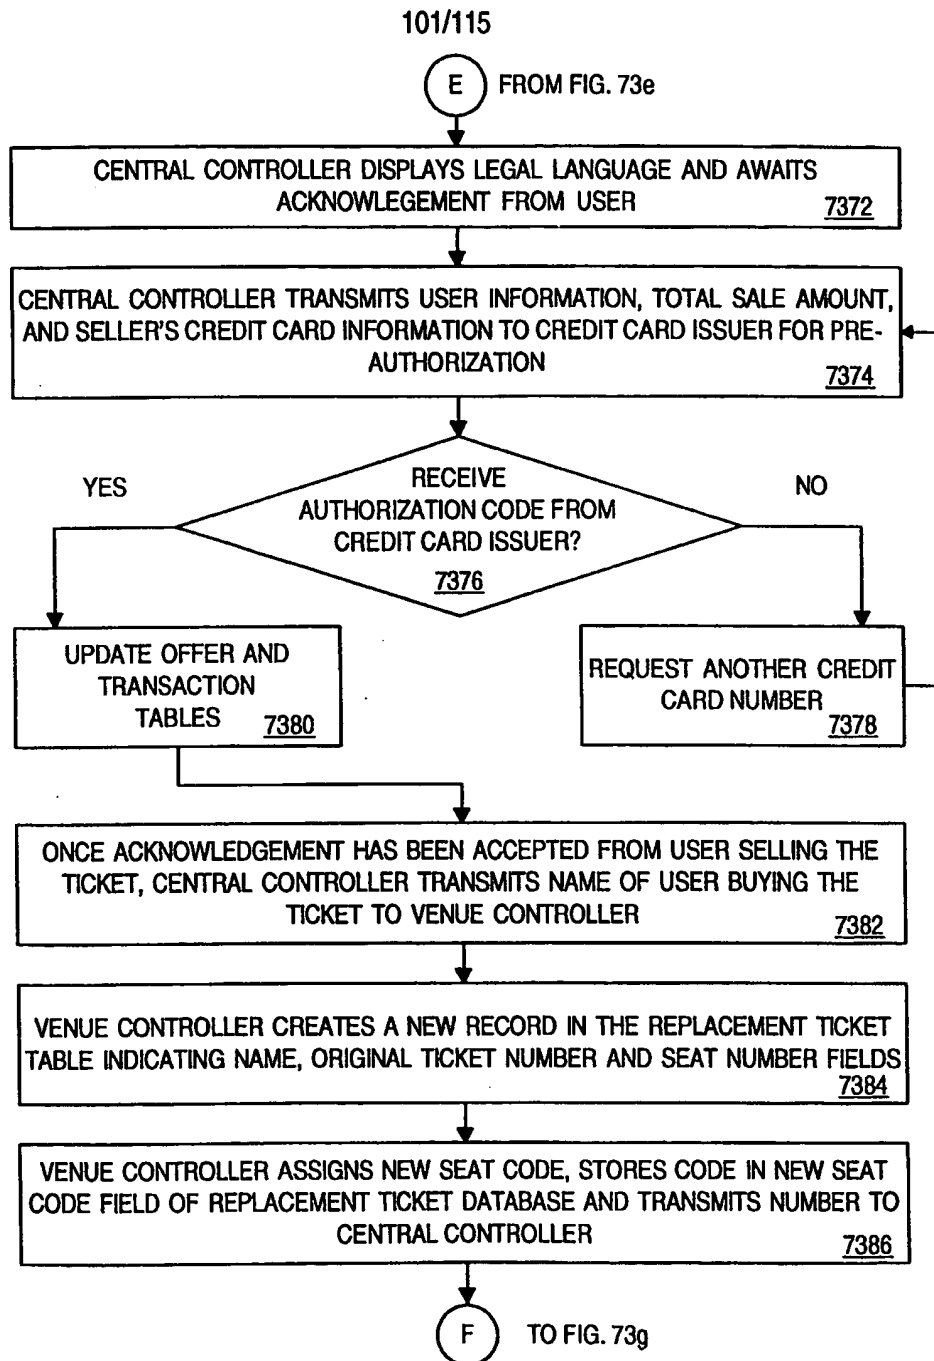 101/115
E FROM FIG. 73e
CENTRAL CONTROLLER DISPLAYS LEGAL LANGUAGE AND AWAITS
ACKNOWLEGEMENT FROM USER 7372
CENTRAL CONTROLLER TRANSMITS USER INFORMATION, TOTAL SALE AMOUNT,
AND SELLER'S CREDIT CARD INFORMATION TO CREDIT CARD ISSUER FOR PRE-
AUTHORIZATION 7374
YES
RECEIVE
AUTHORIZATION CODE FROM
CREDIT CARD ISSUER?
7376
NO
UPDATE OFFER AND
TRANSACTION
TABLES 7380
REQUEST ANOTHER CREDIT
CARD NUMBER 7378
ONCE ACKNOWLEDGEMENT HAS BEEN ACCEPTED FROM USER SELLING THE
TICKET, CENTRAL CONTROLLER TRANSMITS NAME OF USER BUYING THE
TICKET TO VENUE CONTROLLER 7382
VENUE CONTROLLER CREATES A NEW RECORD IN THE REPLACEMENT TICKET
TABLE INDICATING NAME, ORIGINAL TICKET NUMBER AND SEAT NUMBER FIELDS
7384
VENUE CONTROLLER ASSIGNS NEW SEAT CODE, STORES CODE IN NEW SEAT
CODE FIELD OF REPLACEMENT TICKET DATABASE AND TRANSMITS NUMBER TO
CENTRAL CONTROLLER 7386
F TO FIG. 73g